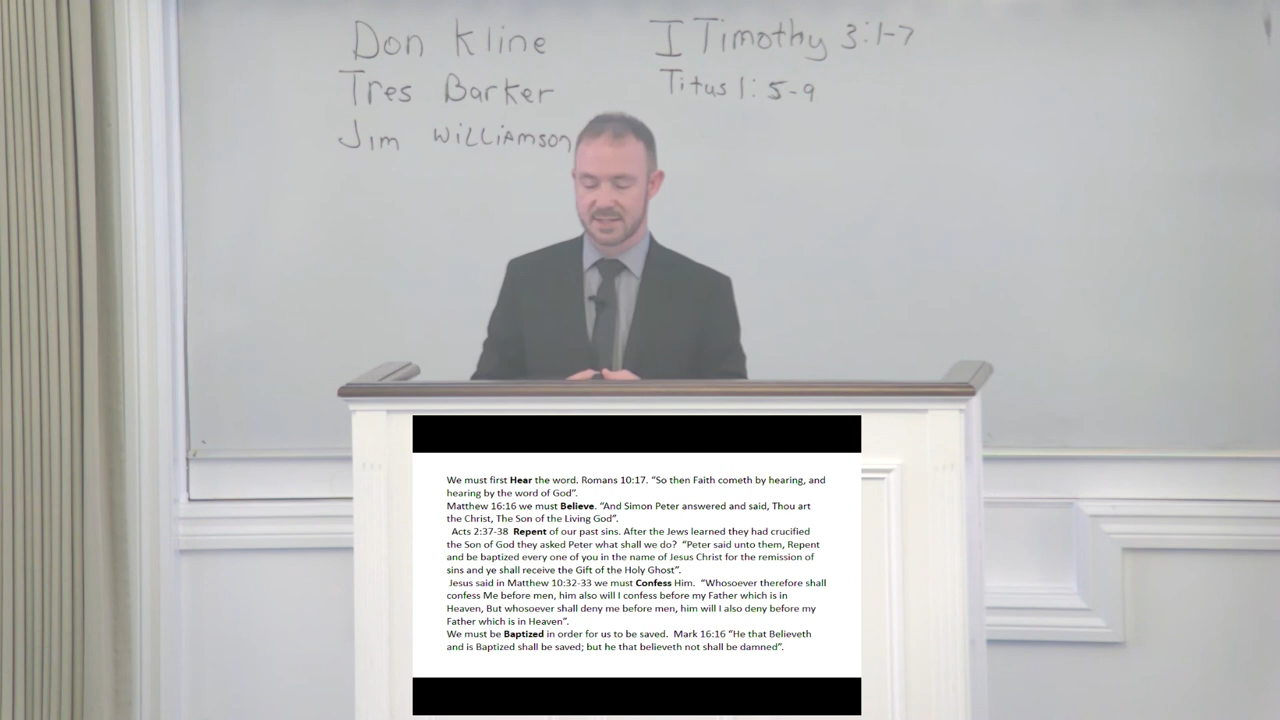 Don Kline
Tres Barker
Jim Williamson
I Timothy 3:1-7
Titus 1:5-9
We must first Hear the word. Romans 10:17. “So then Faith cometh by hearing, and
hearing by the word of God”.
Matthew 16:16 we must Believe. “And Simon Peter answered and said, Thou art
the Christ, The Son of the Living God”.
Acts 2:37-38 Repent of our past sins. After the Jews learned they had crucified
the Son of God they asked Peter what shall we do? “Peter said unto them, Repent
and be baptized every one of you in the name of Jesus Christ for the remission of
sins and ye shall receive the Gift of the Holy Ghost”.
Jesus said in Matthew 10:32-33 we must Confess Him. “Whosoever therefore shall
confess Me before men, him also will I confess before my Father which is in
Heaven, But whosoever shall deny me before men, him will I also deny before my
Father which is in Heaven”.
We must be Baptized in order for us to be saved. Mark 16:16 “He that Believeth
and is Baptized shall be saved; but he that believeth not shall be damned”.